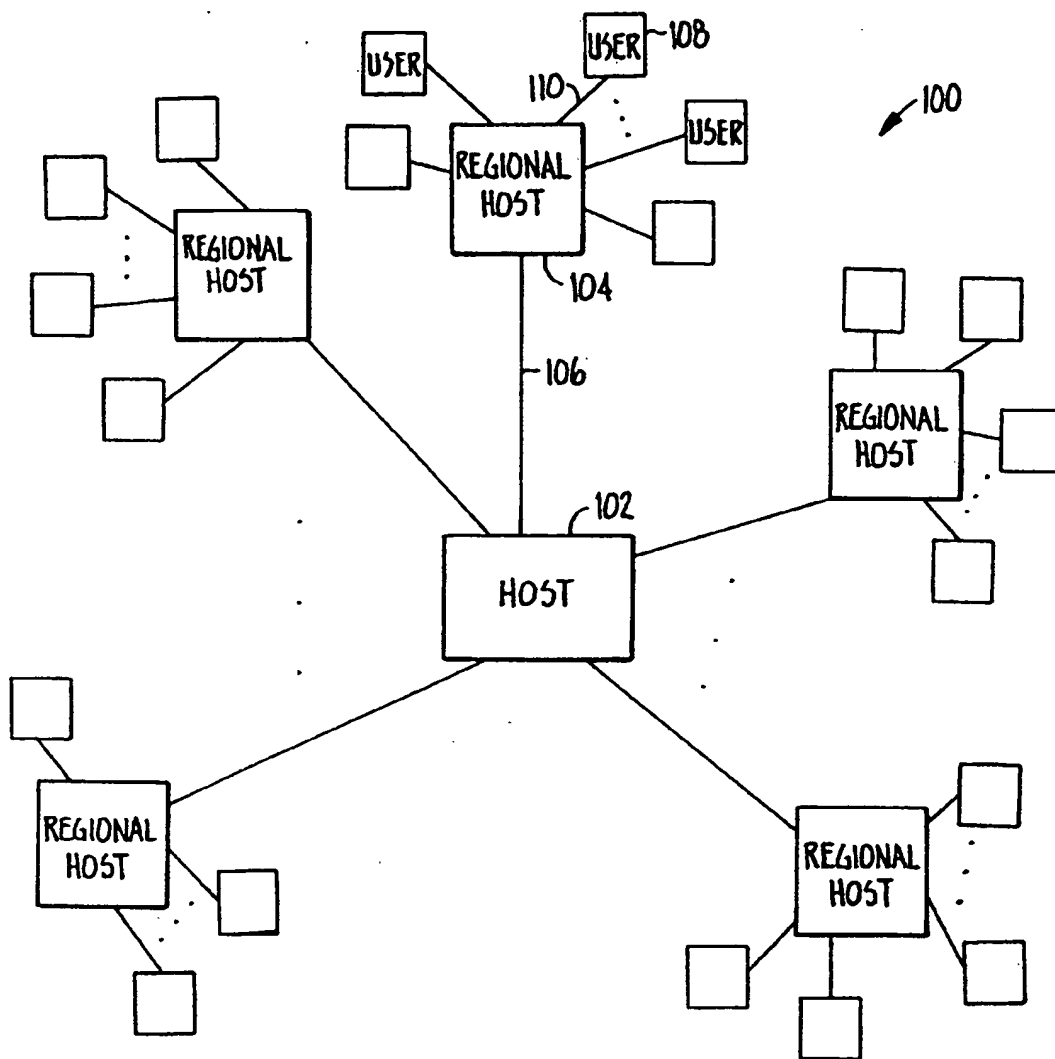 USER
108
USER
110
100
USER
REGIONAL
HOST
REGIONAL
HOST
104
106
REGIONAL
HOST
102
HOST
REGIONAL
HOST
REGIONAL
HOST